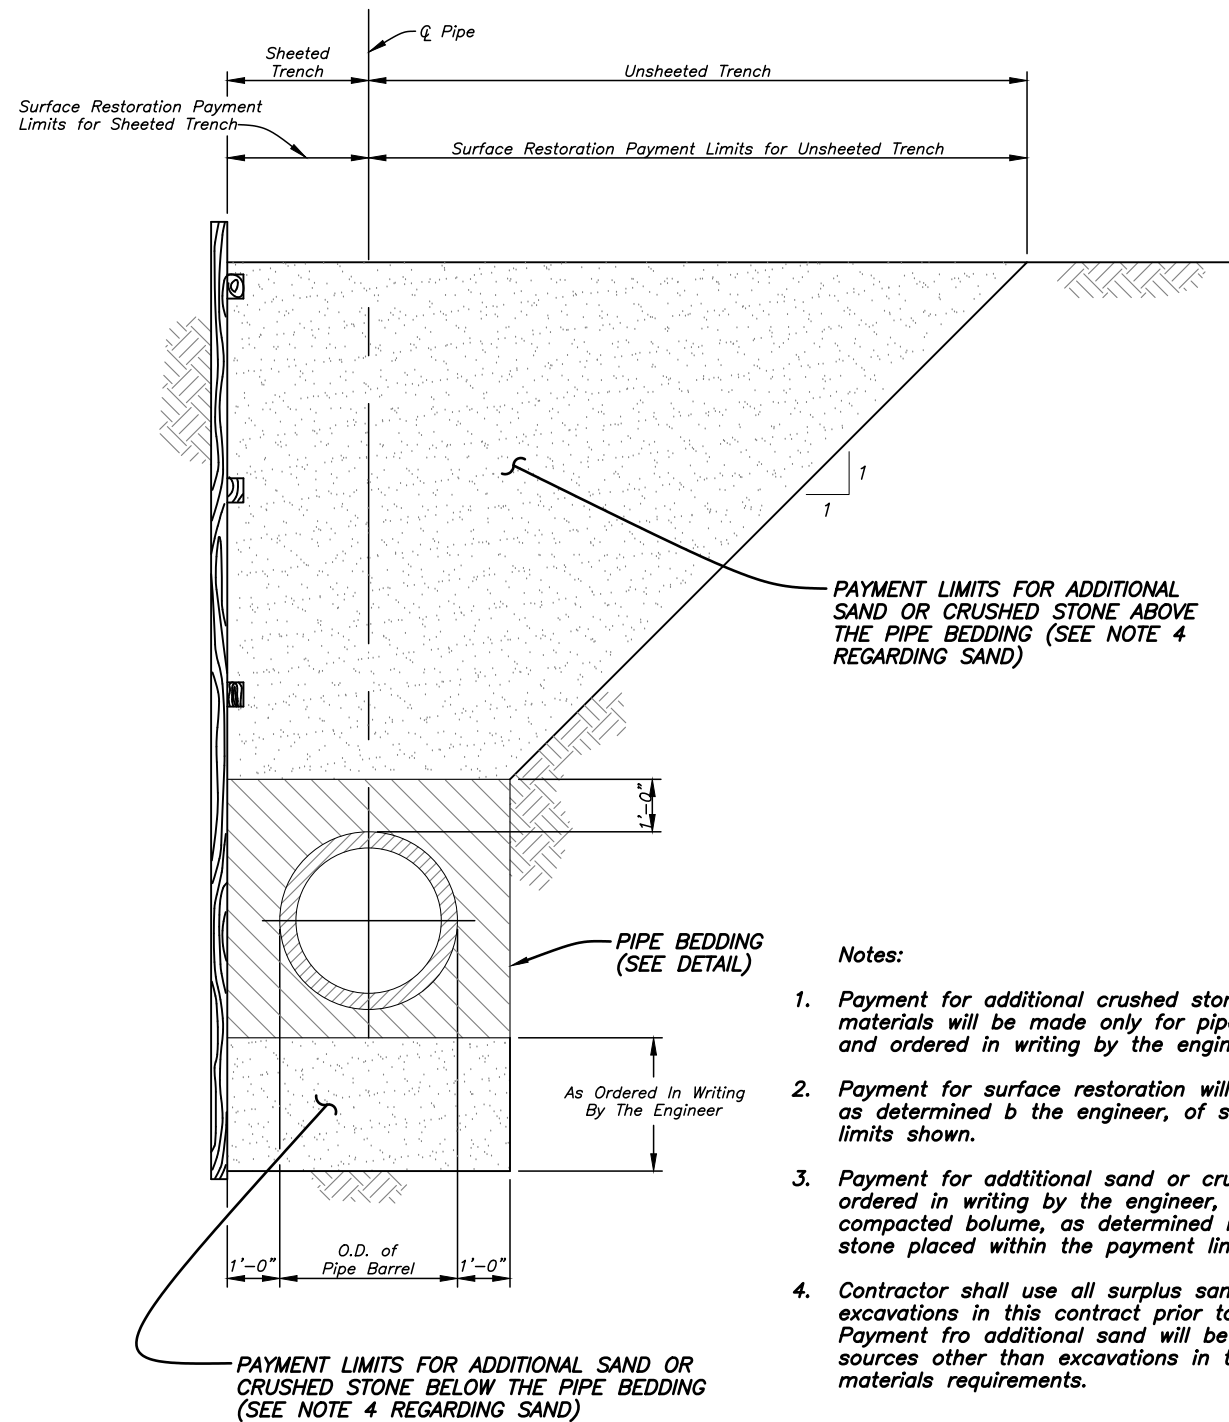 ℄ Pipe
Sheeted
Trench
Unsheeted Trench
Surface Restoration Payment
Limits for Sheeted Trench
Surface Restoration Payment Limits for Unsheeted Trench
1
1
PAYMENT LIMITS FOR ADDITIONAL
SAND OR CRUSHED STONE ABOVE
THE PIPE BEDDING (SEE NOTE 4
REGARDING SAND)
1'-0"
PIPE BEDDING
(SEE DETAIL)
As Ordered In Writing
By The Engineer
1'-0"
O.D. of
Pipe Barrel
1'-0"
PAYMENT LIMITS FOR ADDITIONAL SAND OR
CRUSHED STONE BELOW THE PIPE BEDDING
(SEE NOTE 4 REGARDING SAND)
Notes:
1. Payment for additional crushed
materials will be made only for
and ordered in writing by the
2. Payment for surface restoration will
as determined b the engineer, of
limits shown.
3. Payment for addtitional sand or
ordered in writing by the engineer,
compacted bolume, as determined
stone placed within the payment
4. Contractor shall use all surplus
excavations in this contract prior
Payment fro additional sand will be
sources other than excavations in
materials requirements.